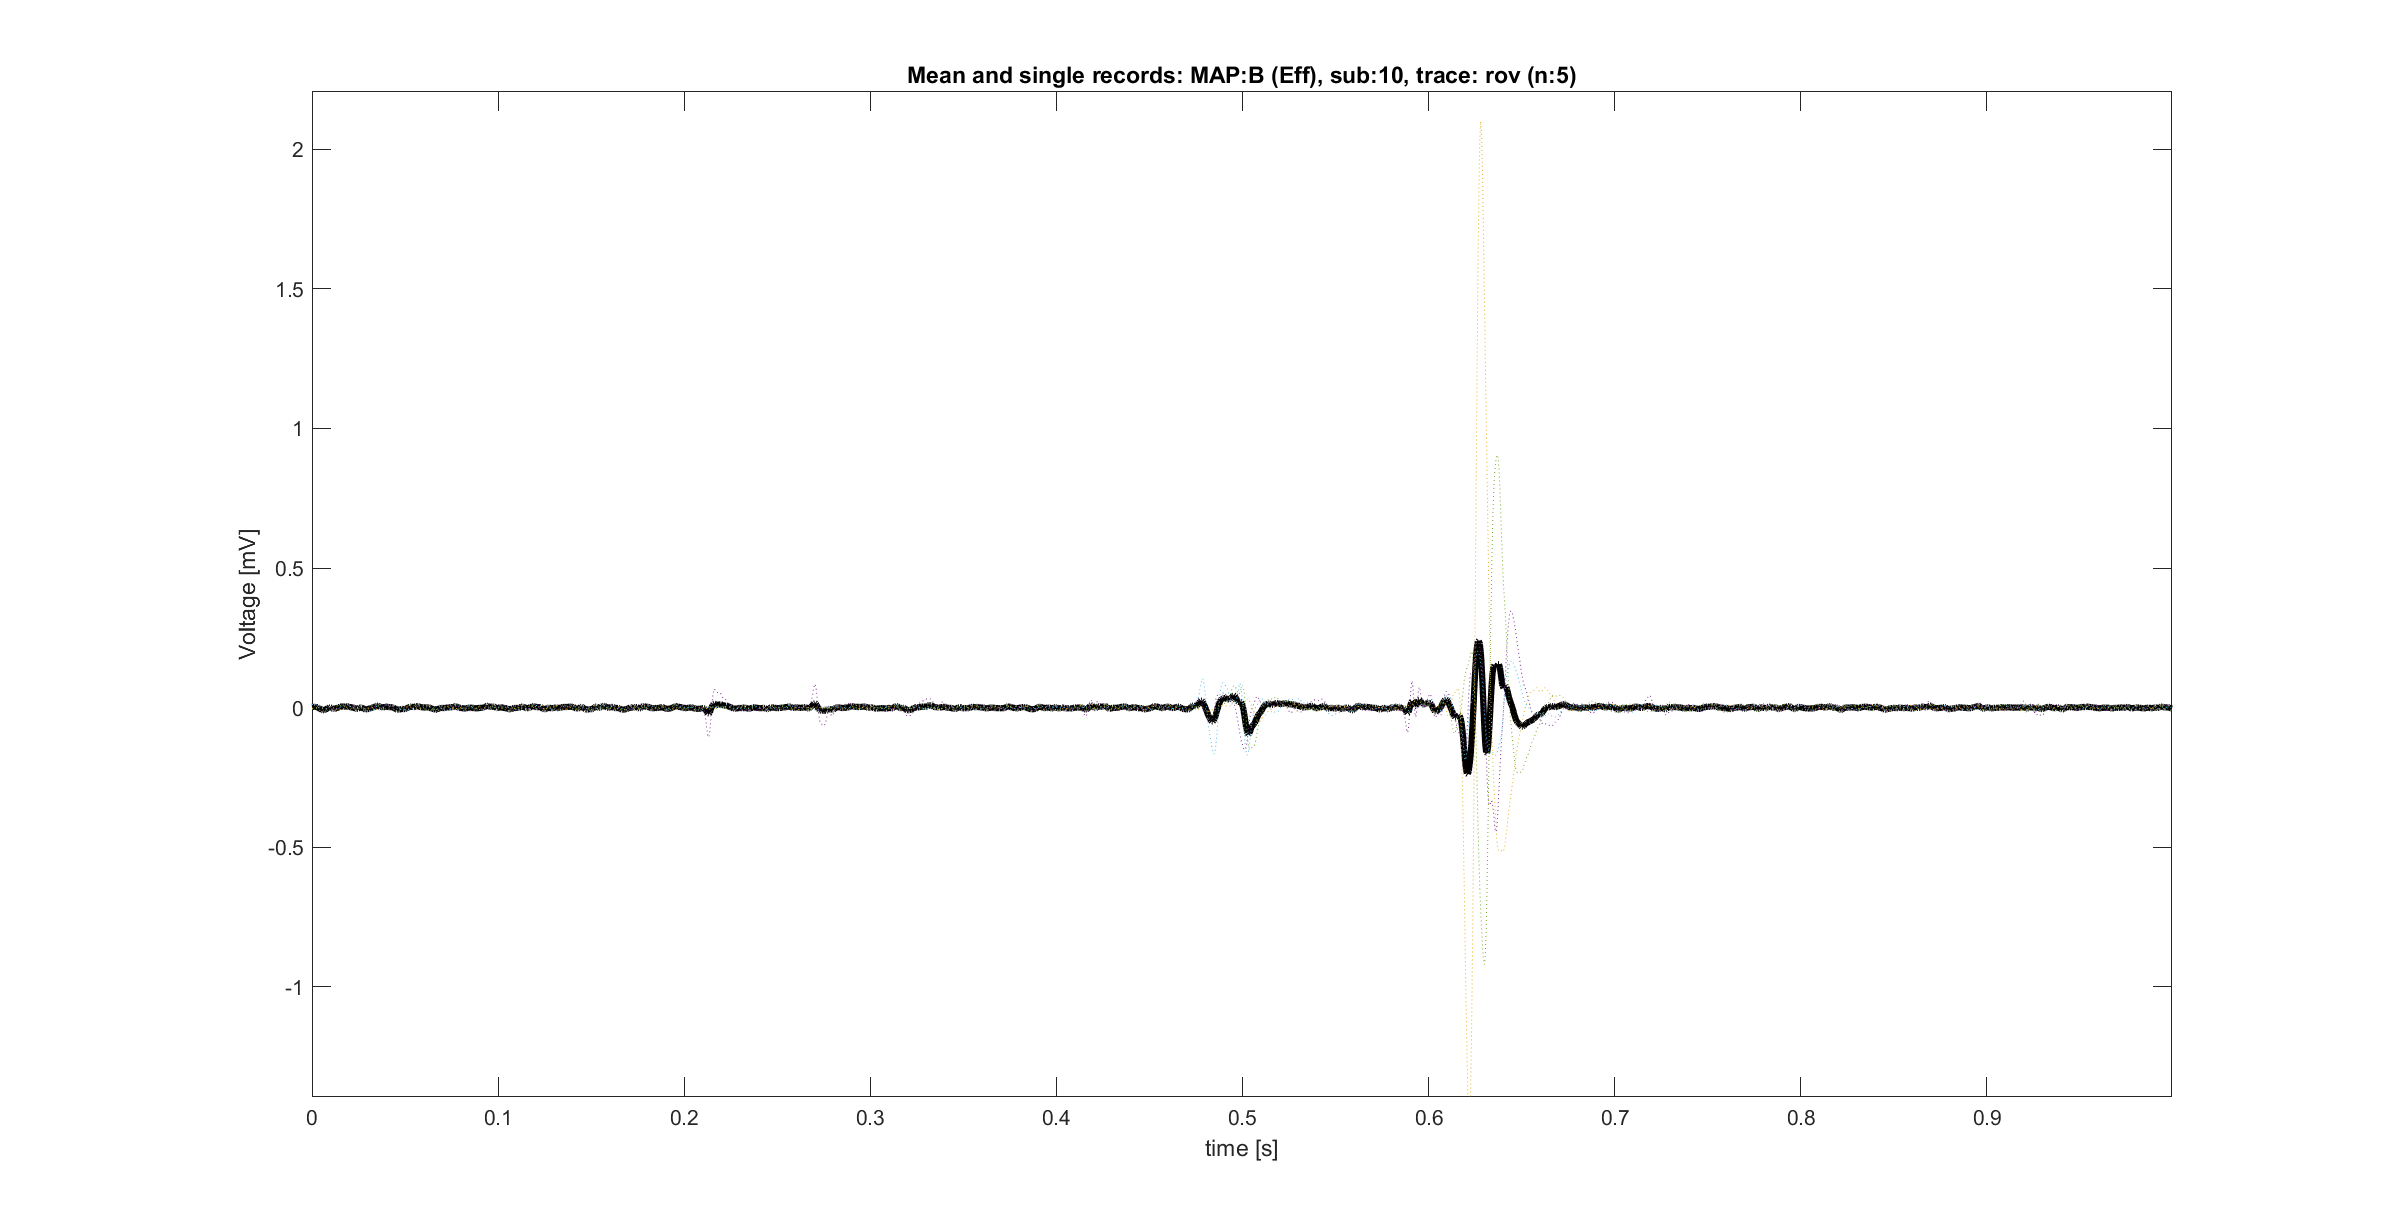 Mean and single records: MAP:B (Eff), sub:10, trace: rov (n:5)
2
1.5
1
0.5
0
-0.5
-1
Voltage [mV]
0 0.1 0.2 0.3 0.4 0.5 0.6 0.7 0.8 0.9
time [s]